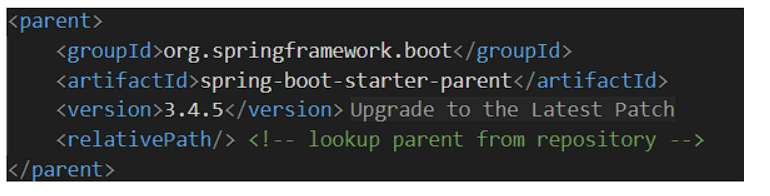 <parent>
<groupId>org.springframework.boot</groupId>
<artifactId>spring-boot-starter-parent</artifactId>
<version>3.4.5</version> Upgrade to the Latest Patch
<relativePath/> <!-- lookup parent from repository -->
</parent>